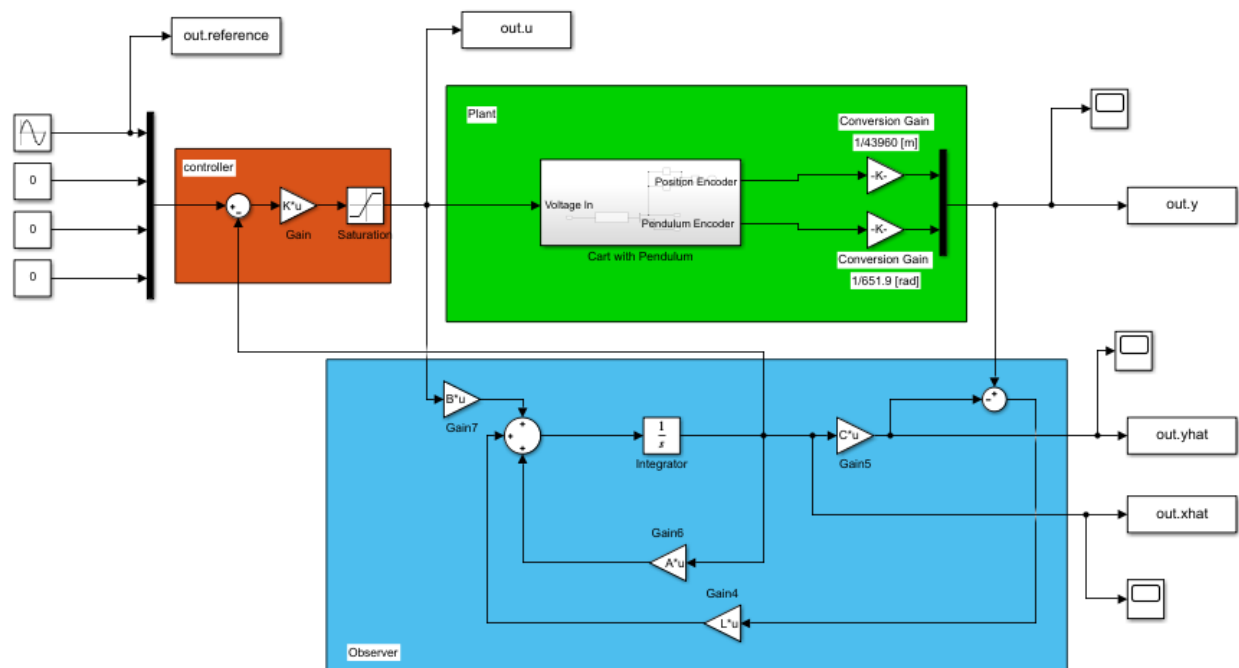 out.reference
out.u
Plant
Conversion Gain
1/43960 [m]
controller
0
0
0
+
-
K*u
Gain
Saturation
Voltage In
Position Encoder
Pendulum Encoder
Cart with Pendulum
-K-
-K-
Conversion Gain
1/651.9 [rad]
out.y
B*u
Gain7
+
+
+
1
s
Integrator
C*u
Gain5
-
+
out.yhat
out.xhat
Gain6
A*u
Gain4
L*u
Observer